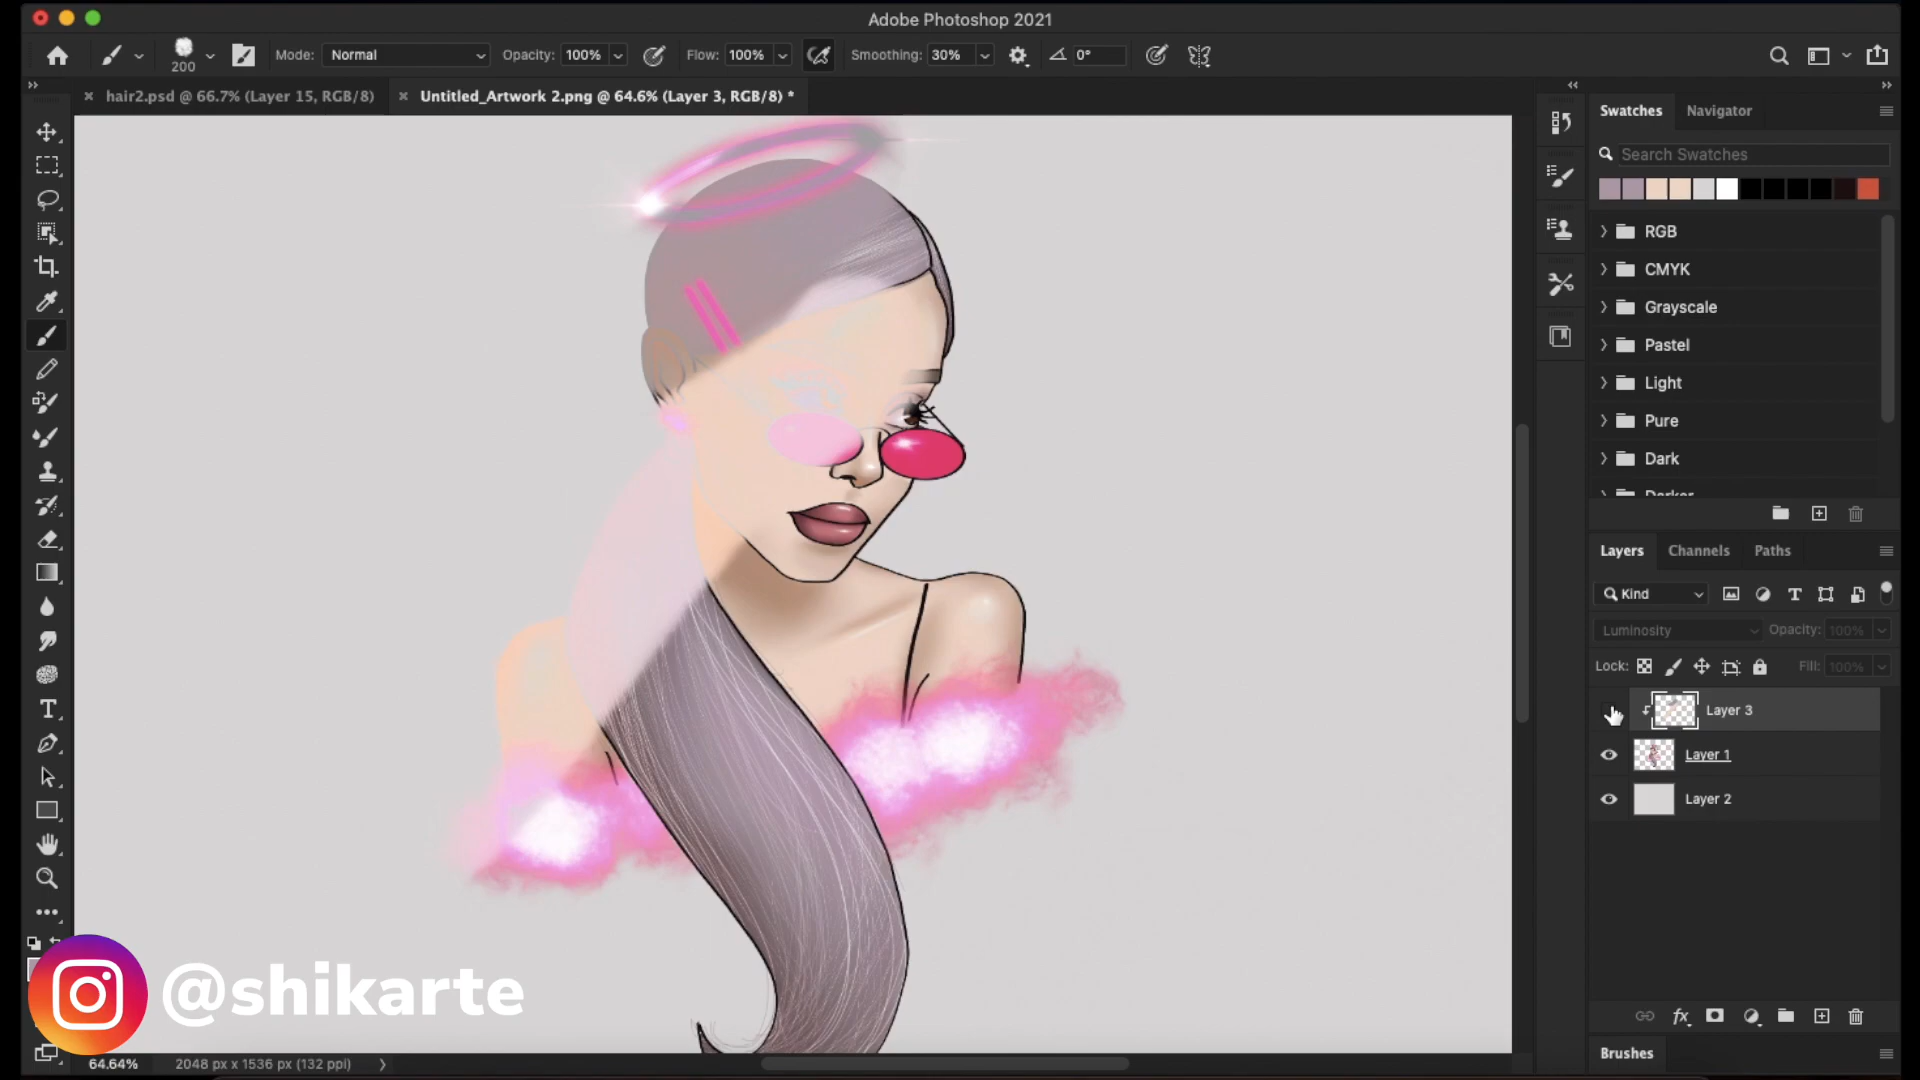 Adobe Photoshop 2021
200
Mode: Normal Opacity: 100% Flow: 100% Smoothing: 30% 0°
hair2.psd @ 66.7% (Layer 15, RGB/8)
Untitled_Artwork 2.png @ 64.6% (Layer 3, RGB/8) *
Swatches Navigator
Search Swatches
RGB
CMYK
Grayscale
Pastel
Light
Pure
Dark
Darker
Layers Channels Paths
Kind
Luminosity Opacity: 100%
Lock: Fill: 100%
Layer 3
Layer 1
Layer 2
fx
@shikarte
64.64% 2048 px x 1536 px (132 ppi)
Brushes